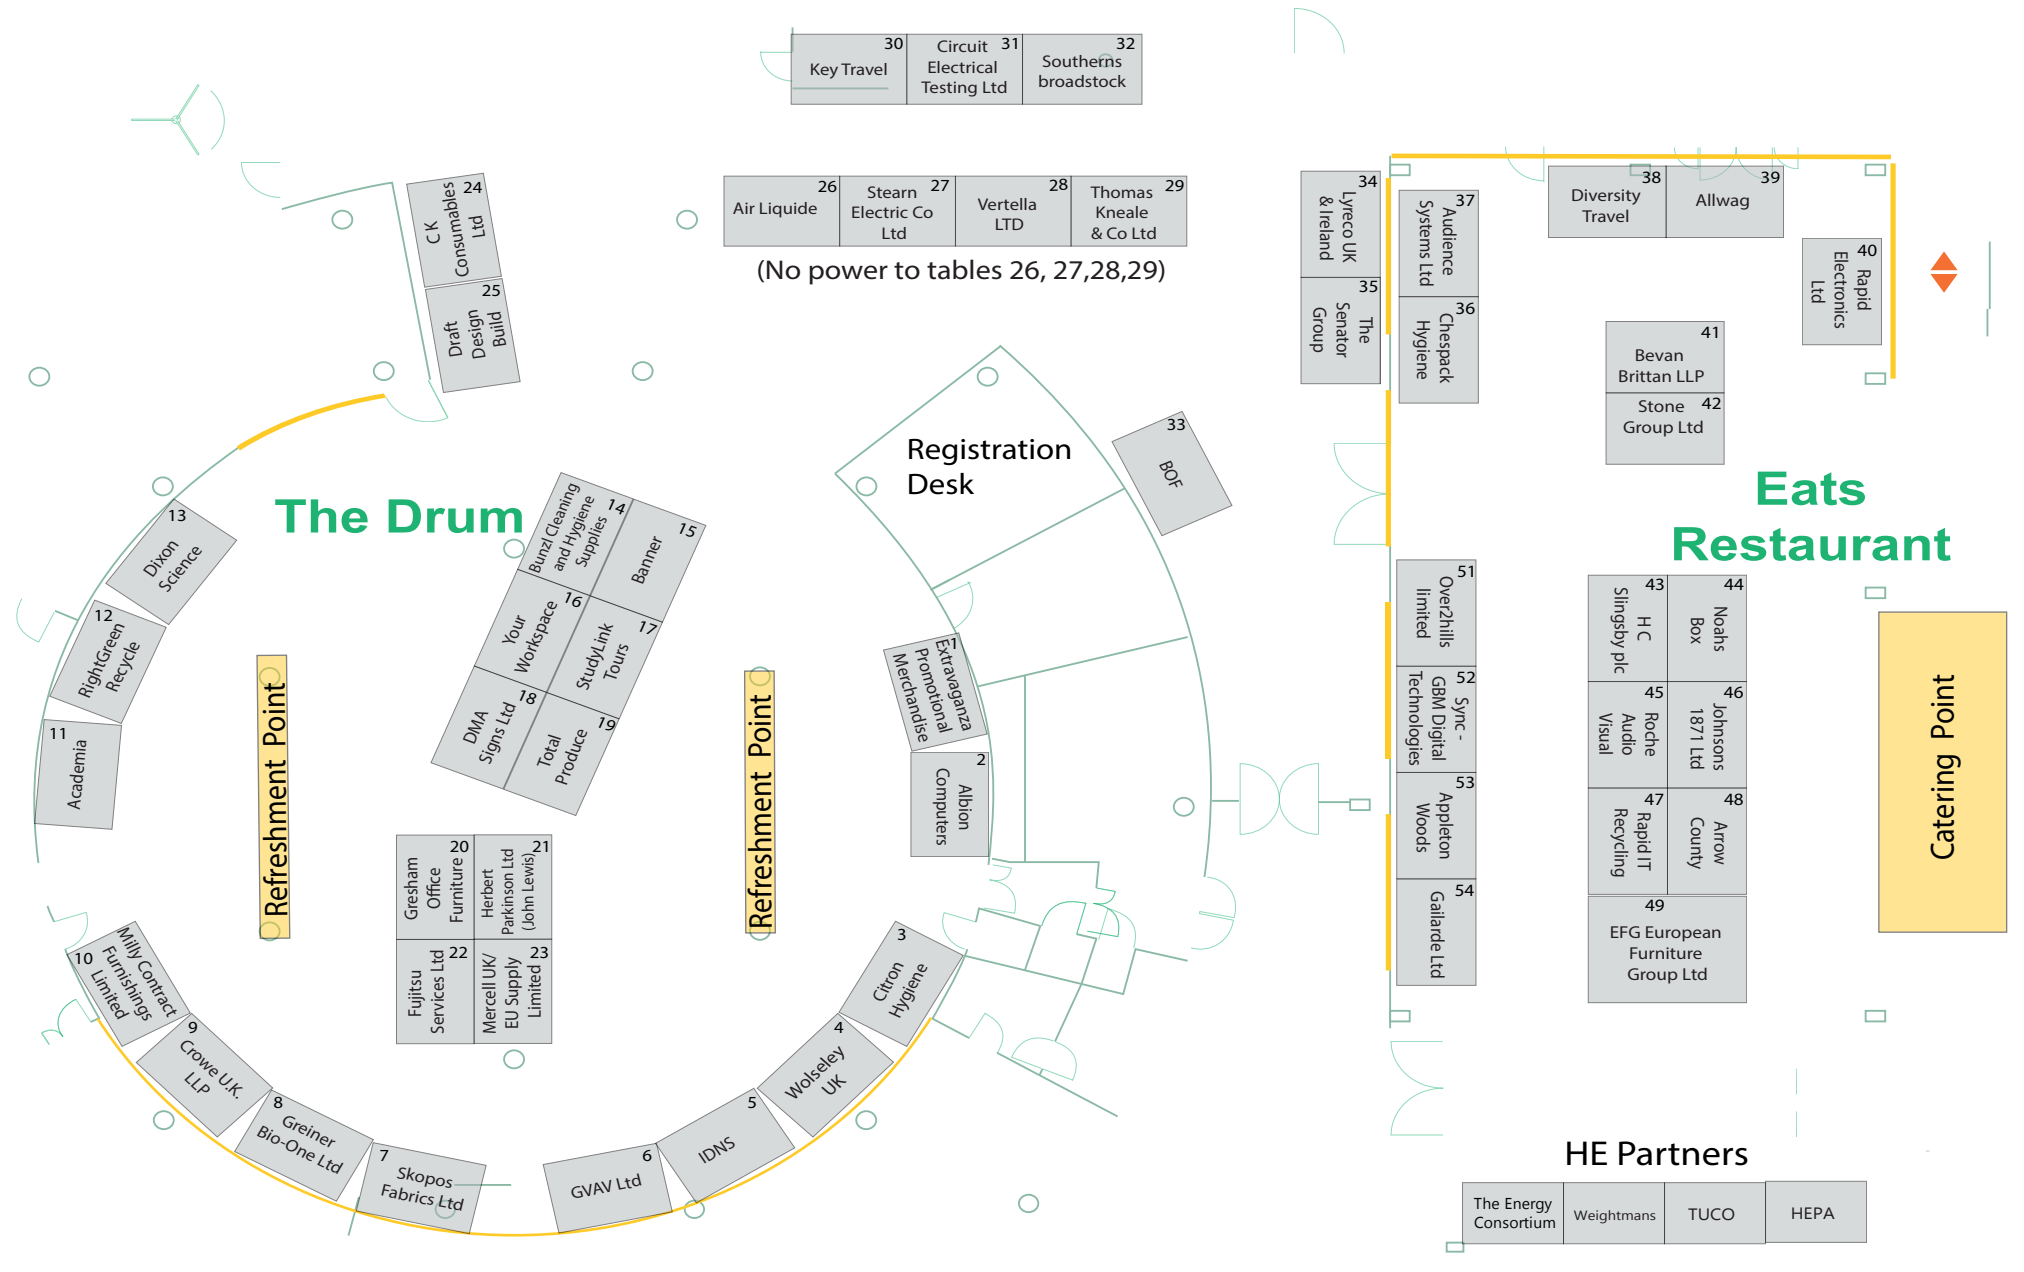 30
Key Travel
31
Circuit
Electrical
Testing Ltd
32
Southerns
broadstock
26
Air Liquide
27
Stearn
Electric Co
Ltd
28
Vertella
LTD
29
Thomas
Kneale
& Co Ltd
(No power to tables 26, 27,28,29)
24
C K
Consumables
Ltd
25
Draft
Design
Build
34
Lyreco UK
& Ireland
35
The
Senator
Group
37
Audience
Systems Ltd
36
Chespack
Hygiene
38
Diversity
Travel
39
Allwag
40
Rapid
Electronics
Ltd
41
Bevan
Brittan LLP
42
Stone
Group Ltd
Registration
Desk
33
BOF
The Drum
Eats
Restaurant
13
Dixon
Science
12
RightGreen
Recycle
11
Academia
14
Bunzl Cleaning
and Hygiene
Supplies
15
Banner
16
Your
Workspace
17
StudyLink
Tours
18
DMA
Signs Ltd
19
Total
Produce
Refreshment Point
Refreshment Point
1
Extravaganza
Promotional
Merchandise
2
Albion
Computers
20
Gresham
Office
Furniture
21
Herbert
Parkinson Ltd
(John Lewis)
22
Fujitsu
Services Ltd
23
Mercell UK/
EU Supply
Limited
3
Citron
Hygiene
4
Wolseley
UK
5
IDNS
6
GVAV Ltd
7
Skopos
Fabrics Ltd
8
Greiner
Bio-One Ltd
9
Crowe U.K.
LLP
10
Milly Contract
Furnishings
Limited
51
Over2hills
limited
52
Sync -
GBM Digital
Technologies
53
Appleton
Woods
54
Gailarde Ltd
43
H C
Slingsby plc
44
Noahs
Box
45
Roche
Audio
Visual
46
Johnsons
1871 Ltd
47
Rapid IT
Recycling
48
Arrow
County
49
EFG European
Furniture
Group Ltd
Catering Point
HE Partners
The Energy
Consortium
Weightmans
TUCO
HEPA